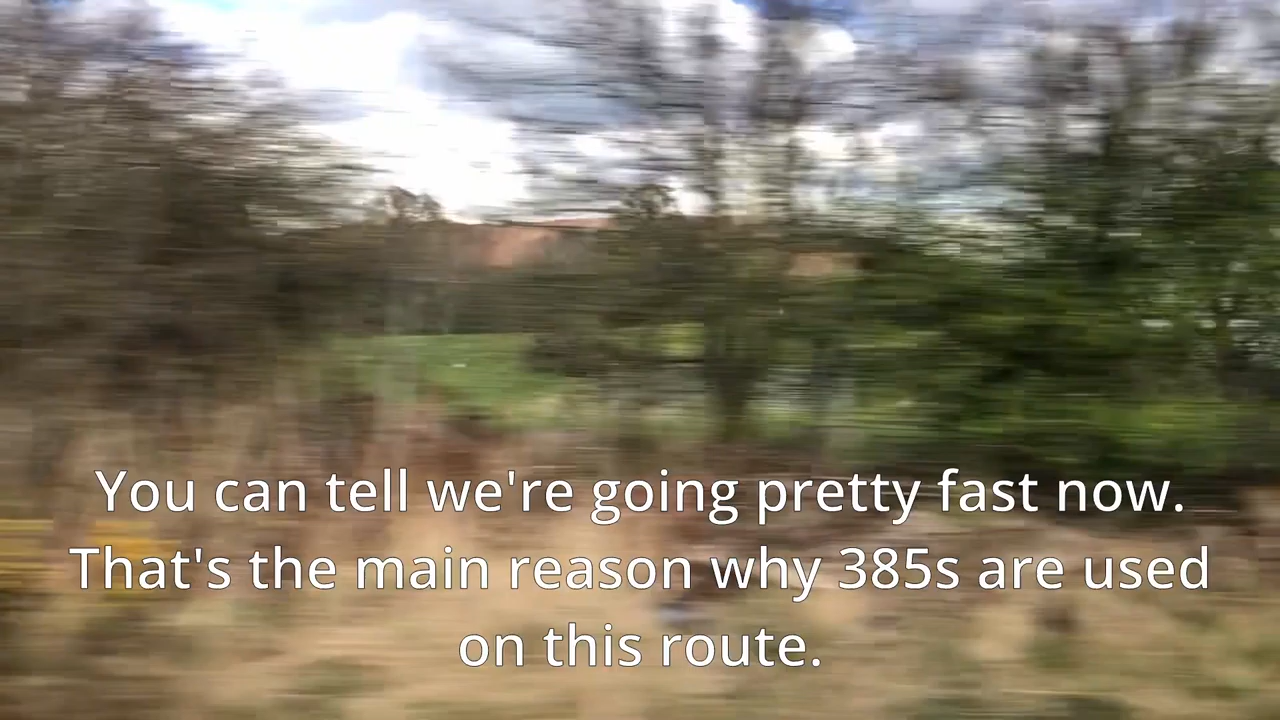 You can tell we're going pretty fast now.
That's the main reason why 385s are used
on this route.